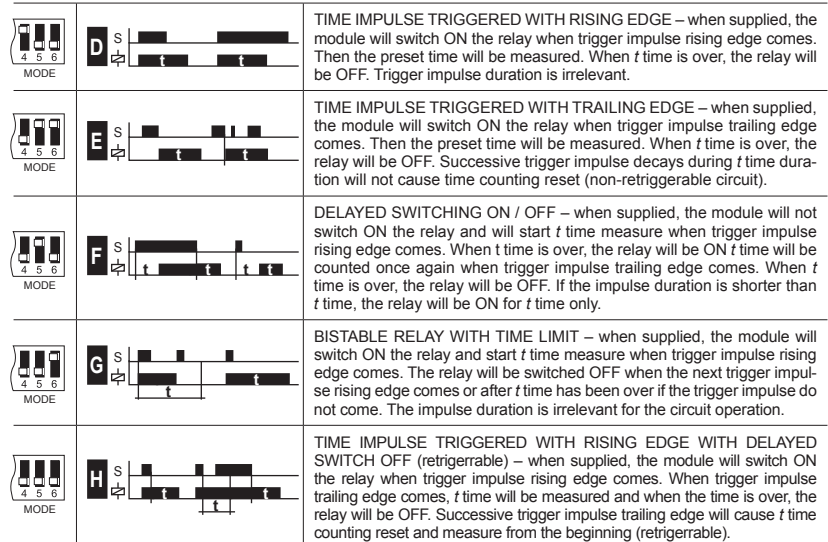 4 5 6
MODE
D
S
t t
TIME IMPULSE TRIGGERED WITH RISING EDGE – when supplied, the
module will switch ON the relay when trigger impulse rising edge comes.
Then the preset time will be measured. When t time is over, the relay will
be OFF. Trigger impulse duration is irrelevant.
4 5 6
MODE
E
S
t t
TIME IMPULSE TRIGGERED WITH TRAILING EDGE – when supplied,
the module will switch ON the relay when trigger impulse trailing edge
comes. Then the preset time will be measured. When t time is over, the
relay will be OFF. Successive trigger impulse decays during t time dura-
tion will not cause time counting reset (non-retriggerable circuit).
4 5 6
MODE
F
S
t t t t
DELAYED SWITCHING ON / OFF – when supplied, the module will not
switch ON the relay and will start t time measure when trigger impulse
rising edge comes. When t time is over, the relay will be ON t time will be
counted once again when trigger impulse trailing edge comes. When t
time is over, the relay will be OFF. If the impulse duration is shorter than
t time, the relay will be ON for t time only.
4 5 6
MODE
G
S
t
t
BISTABLE RELAY WITH TIME LIMIT – when supplied, the module will
switch ON the relay and start t time measure when trigger impulse rising
edge comes. The relay will be switched OFF when the next trigger impul-
se rising edge comes or after t time has been over if the trigger impulse do
not come. The impulse duration is irrelevant for the circuit operation.
4 5 6
MODE
H
S
t t
t
TIME IMPULSE TRIGGERED WITH RISING EDGE WITH DELAYED
SWITCH OFF (retrigerrable) – when supplied, the module will switch ON
the relay when trigger impulse rising edge comes. When trigger impulse
trailing edge comes, t time will be measured and when the time is over, the
relay will be OFF. Successive trigger impulse trailing edge will cause t time
counting reset and measure from the beginning (retrigerrable).